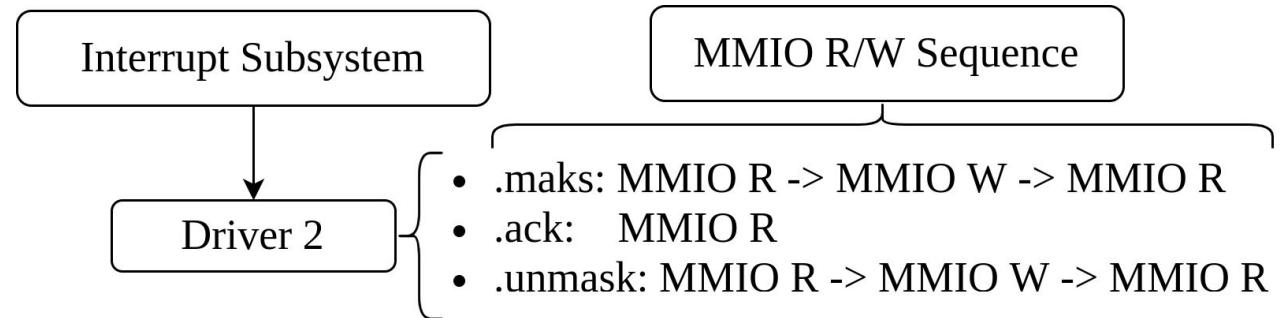 Interrupt Subsystem
MMIO R/W Sequence
Driver 2
• .maks: MMIO R -> MMIO W -> MMIO R
• .ack: MMIO R
• .unmask: MMIO R -> MMIO W -> MMIO R